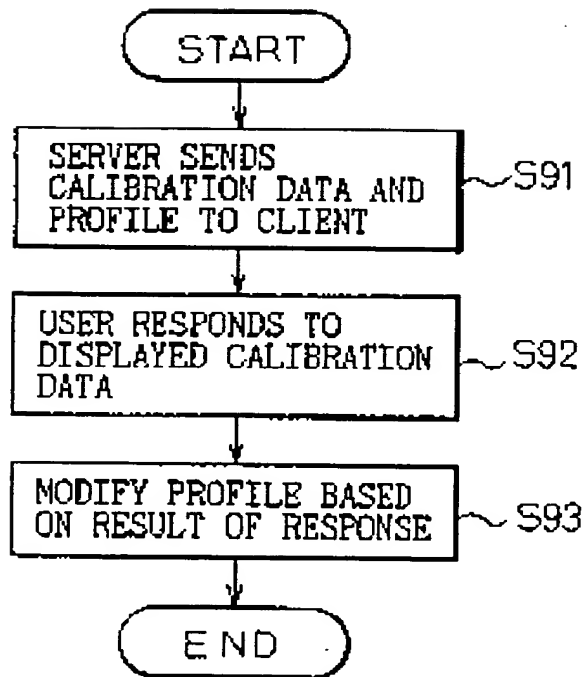 START
SERVER SENDS
CALIBRATION DATA AND
PROFILE TO CLIENT
S91
USER RESPONDS TO
DISPLAYED CALIBRATION
DATA
S92
MODIFY PROFILE BASED
ON RESULT OF RESPONSE
S93
END